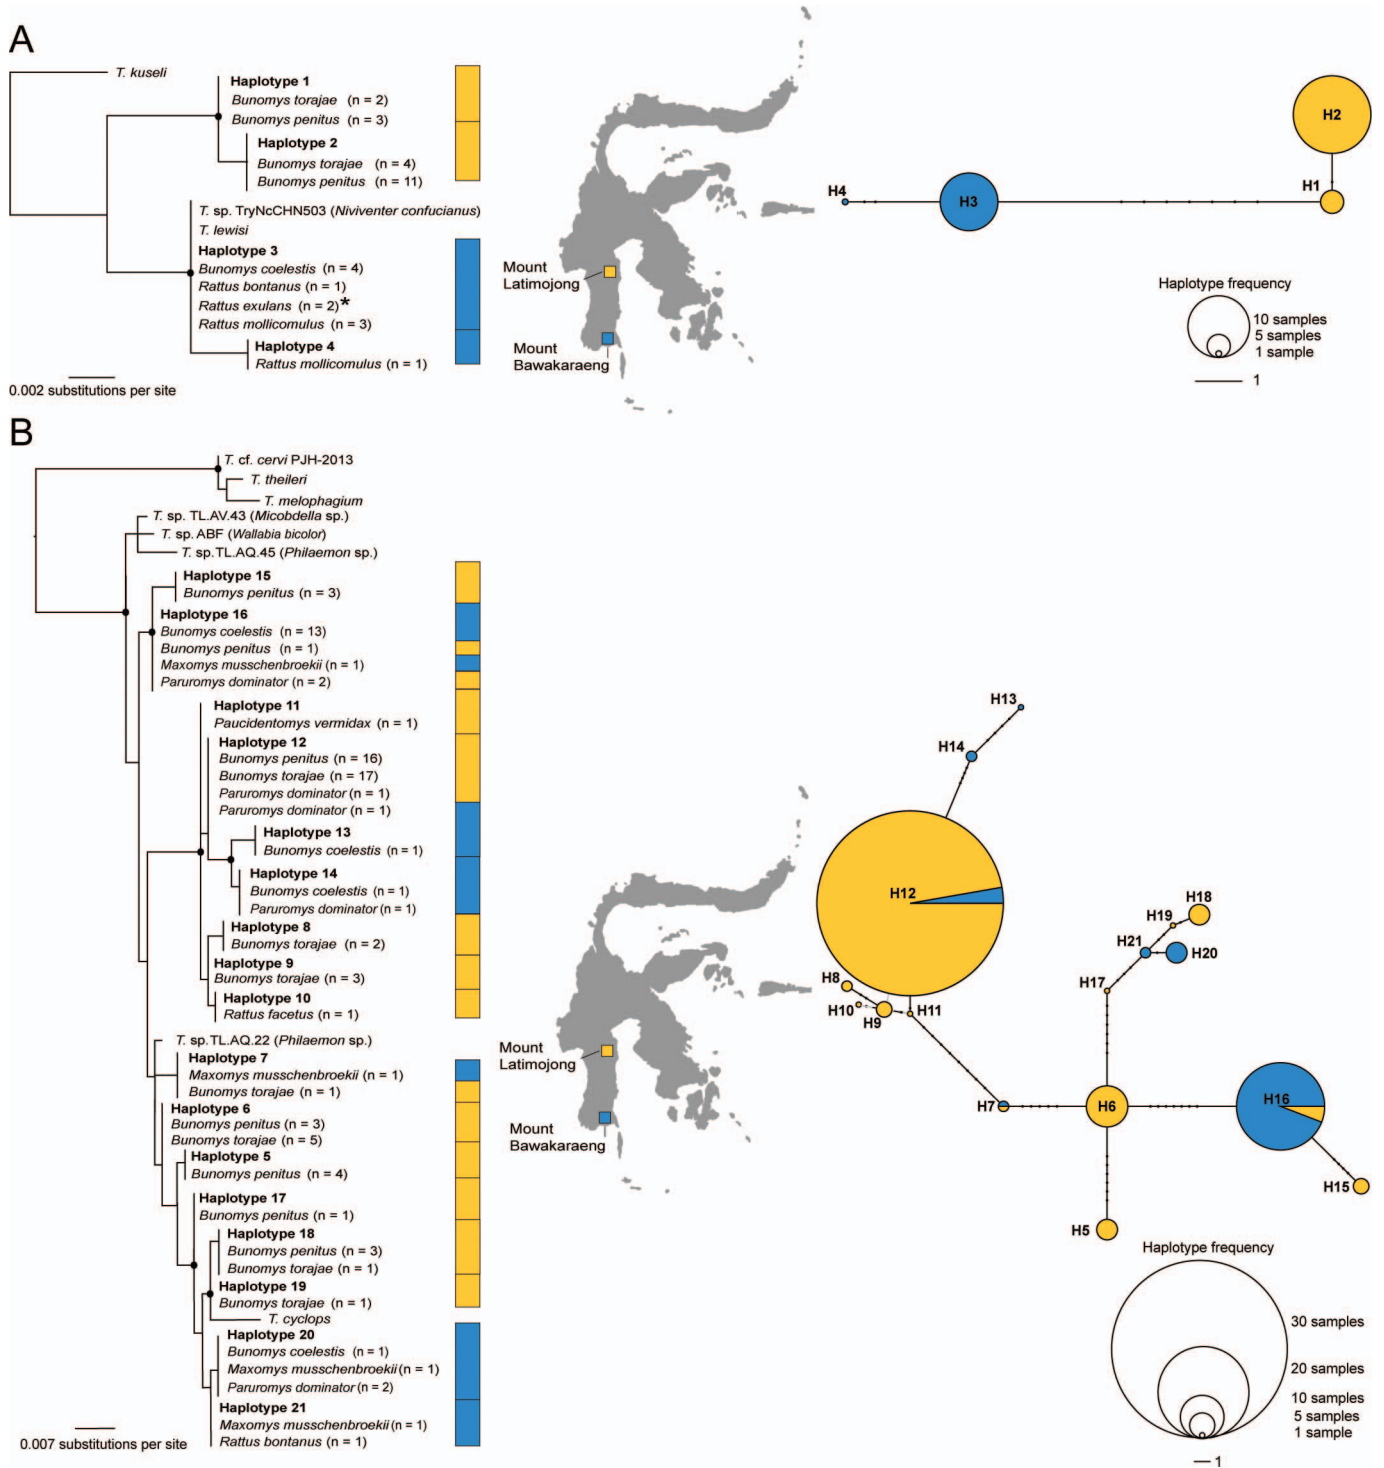 A
T. kuseli
Haplotype 1
Bunomys torajae (n = 2)
Bunomys penitus (n = 3)
Haplotype 2
Bunomys torajae (n = 4)
Bunomys penitus (n = 11)
T. sp. TryNcCHN503 (Niviventer confucianus)
T. lewisi
Haplotype 3
Bunomys coelestis (n = 4)
Rattus bontanus (n = 1)
Rattus exulans (n = 2)*
Rattus mollicomulus (n = 3)
Haplotype 4
Rattus mollicomulus (n = 1)
0.002 substitutions per site
Mount
Latimojong
Mount
Bawakaraeng
H4
H3
H2
H1
Haplotype frequency
10 samples
5 samples
1 sample
1
B
T. cf. cervi PJH-2013
T. theileri
T. melophagium
T. sp. TL.AV.43 (Micobdella sp.)
T. sp. ABF (Wallabia bicolor)
T. sp.TL.AQ.45 (Philaemon sp.)
Haplotype 15
Bunomys penitus (n = 3)
Haplotype 16
Bunomys coelestis (n = 13)
Bunomys penitus (n = 1)
Maxomys musschenbroekii (n = 1)
Paruromys dominator (n = 2)
Haplotype 11
Paucidentomys vermidax (n = 1)
Haplotype 12
Bunomys penitus (n = 16)
Bunomys torajae (n = 17)
Paruromys dominator (n = 1)
Paruromys dominator (n = 1)
Haplotype 13
Bunomys coelestis (n = 1)
Haplotype 14
Bunomys coelestis (n = 1)
Paruromys dominator (n = 1)
Haplotype 8
Bunomys torajae (n = 2)
Haplotype 9
Bunomys torajae (n = 3)
Haplotype 10
Rattus facetus (n = 1)
T. sp.TL.AQ.22 (Philaemon sp.)
Haplotype 7
Maxomys musschenbroekii (n = 1)
Bunomys torajae (n = 1)
Haplotype 6
Bunomys penitus (n = 3)
Bunomys torajae (n = 5)
Haplotype 5
Bunomys penitus (n = 4)
Haplotype 17
Bunomys penitus (n = 1)
Haplotype 18
Bunomys penitus (n = 3)
Bunomys torajae (n = 1)
Haplotype 19
Bunomys torajae (n = 1)
T. cyclops
Haplotype 20
Bunomys coelestis (n = 1)
Maxomys musschenbroekii (n = 1)
Paruromys dominator (n = 2)
Haplotype 21
Maxomys musschenbroekii (n = 1)
Rattus bontanus (n = 1)
0.007 substitutions per site
Mount
Latimojong
Mount
Bawakaraeng
H13
H14
H12
H8
H10
H9
H11
H7
H6
H5
H17
H21
H19
H18
H20
H16
H15
Haplotype frequency
30 samples
20 samples
10 samples
5 samples
1 sample
1